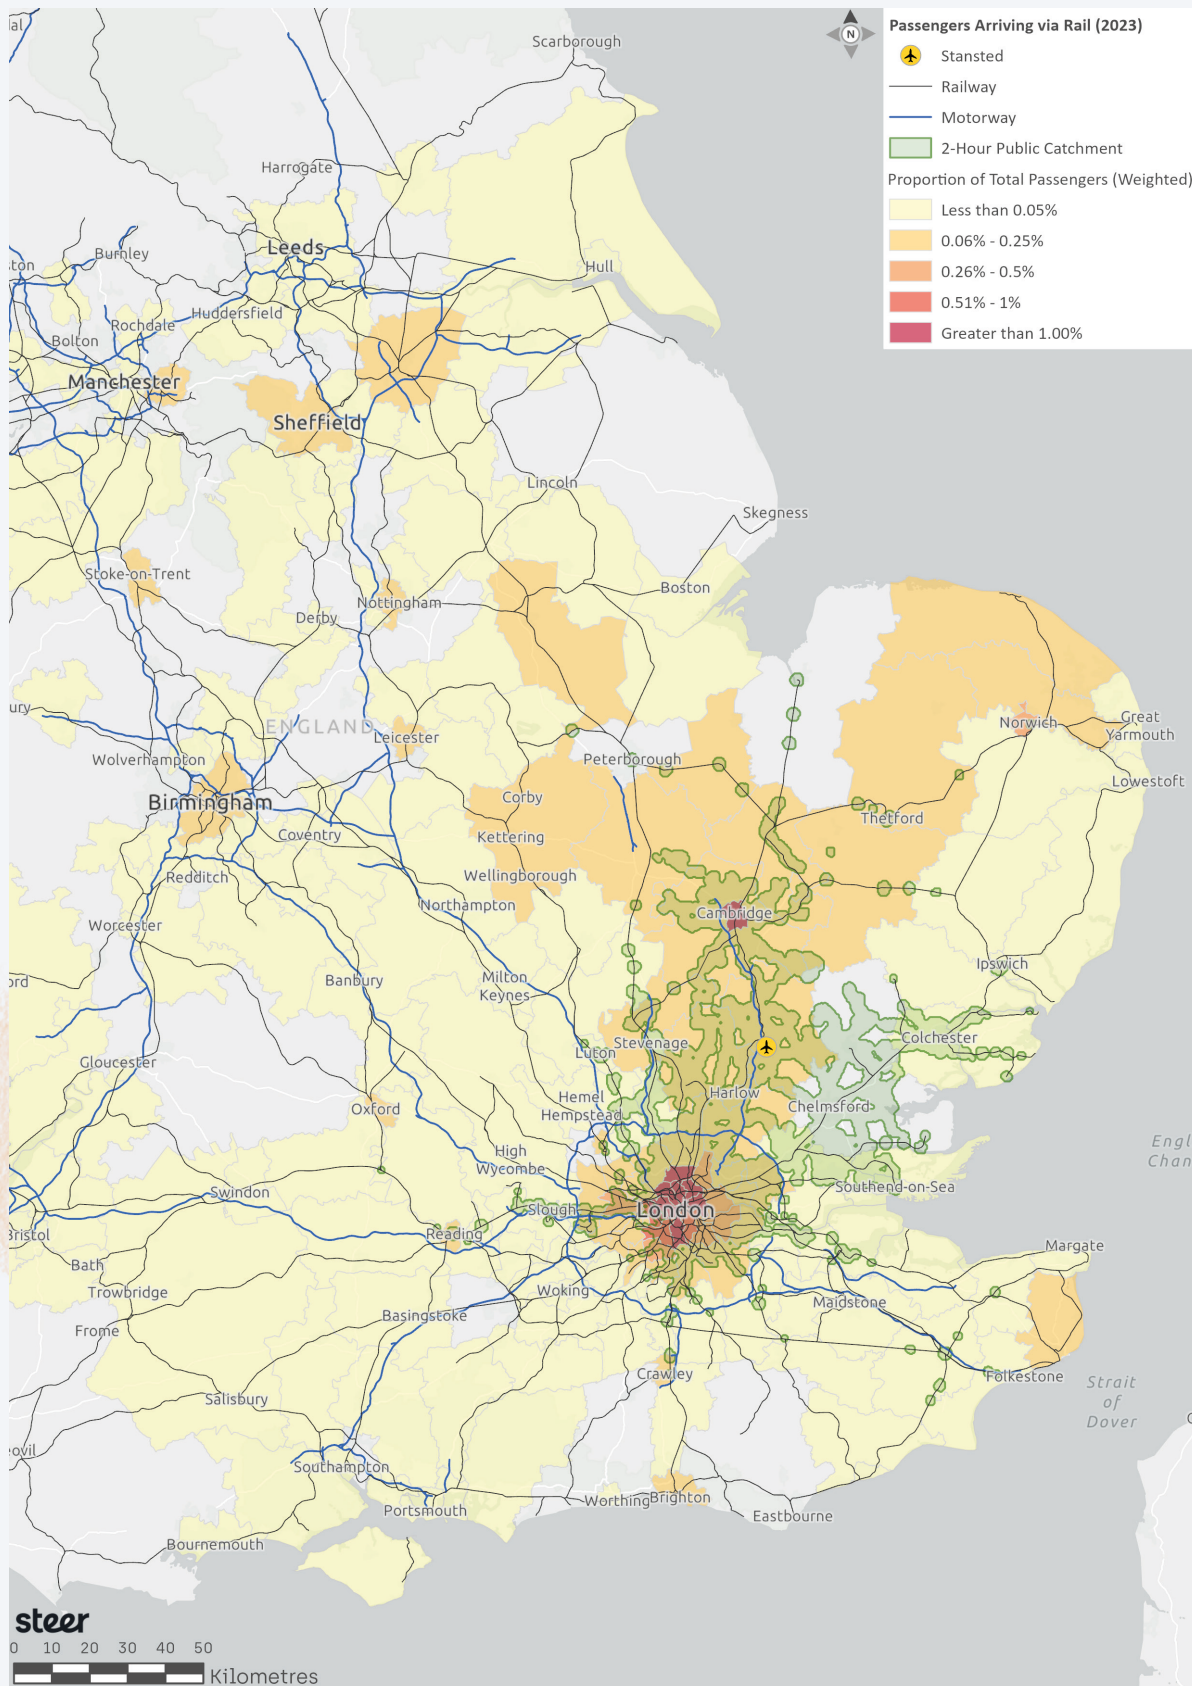 Passengers Arriving via Rail (2023)
Stansted
Railway
Motorway
2-Hour Public Catchment
Proportion of Total Passengers (Weighted)
Less than 0.05%
0.06% - 0.25%
0.26% - 0.5%
0.51% - 1%
Greater than 1.00%
N
Scarborough
Harrogate
Leeds
Burnley
Hull
Huddersfield
Rochdale
Bolton
Manchester
Sheffield
Lincoln
Skegness
Stoke-on-Trent
Boston
Nottingham
Derby
ENGLAND
Leicester
Norwich
Great
Yarmouth
Wolverhampton
Peterborough
Lowestoft
Birmingham
Corby
Thetford
Coventry
Kettering
Redditch
Wellingborough
Northampton
Cambridge
Worcester
Ipswich
Banbury
Milton
Keynes
Colchester
Stevenage
Luton
Gloucester
Harlow
Hemel
Hempstead
Chelmsford
Oxford
High
Wycombe
Southend-on-Sea
Swindon
Slough
London
Reading
Bristol
Margate
Bath
Trowbridge
Woking
Maidstone
Basingstoke
Frome
Crawley
Folkestone
Strait
of
Dover
Salisbury
Southampton
Portsmouth
Worthing
Brighton
Eastbourne
Bournemouth
steer
0 10 20 30 40 50
Kilometres